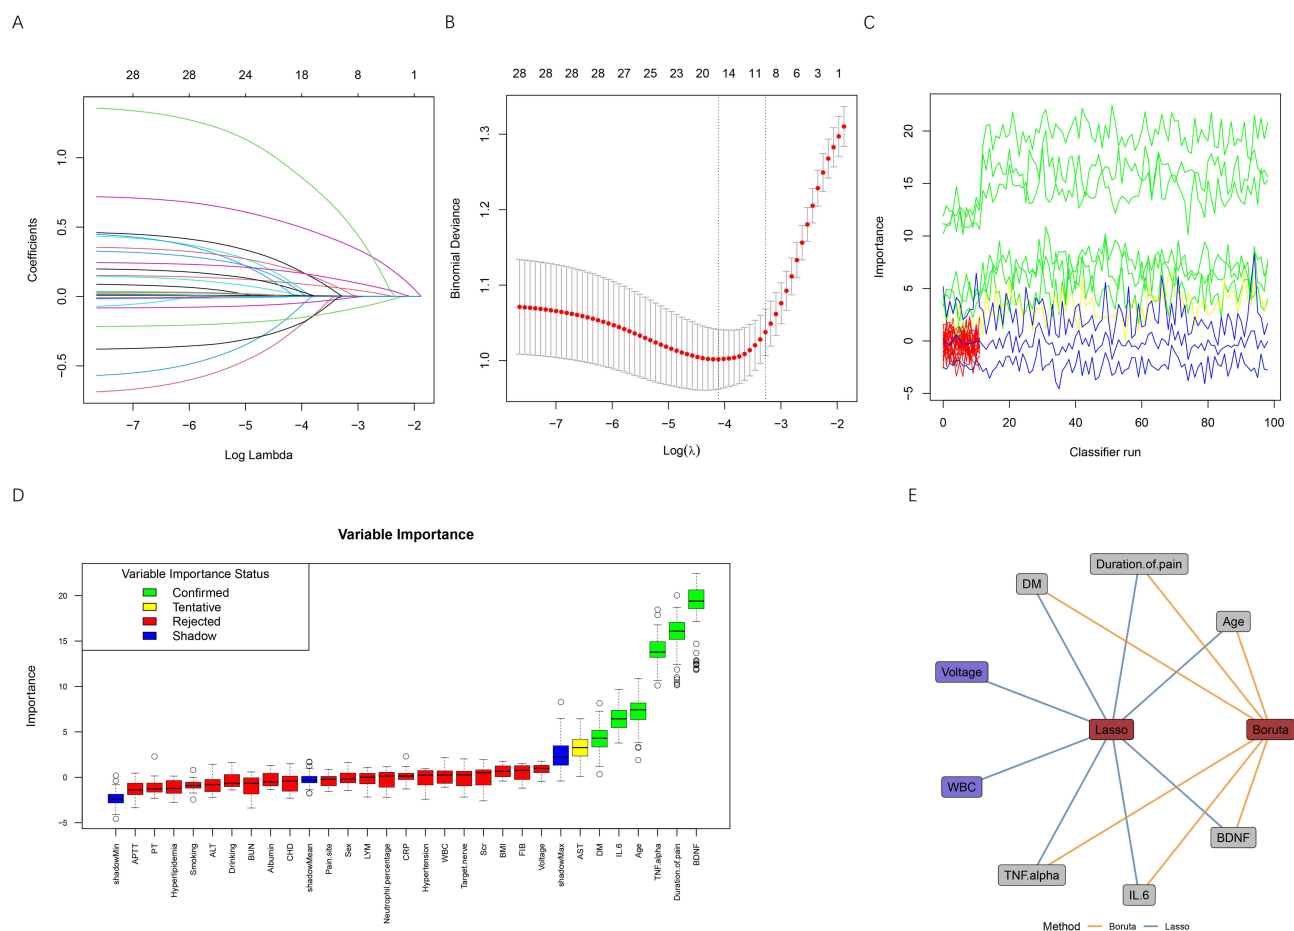 A
28 28 24 18 8 1
Coefficients
1.0
0.5
0.0
−0.5
−7 −6 −5 −4 −3 −2
Log Lambda
B
28 28 28 28 27 25 23 20 14 11 8 6 3 1
Binomial Deviance
1.3
1.2
1.1
1.0
−7 −6 −5 −4 −3 −2
Log(λ)
C
Importance
20
15
10
5
0
−5
0 20 40 60 80 100
Classifier run
D
Variable Importance
Variable Importance Status
Confirmed
Tentative
Rejected
Shadow
Importance
20
15
10
5
0
−5
shadowMin
APTT
PT
Hyperlipidemia
Smoking
ALT
Drinking
BUN
Albumin
CHD
shadowMean
Pain.site
Sex
LYM
Neutrophil.percentage
CRP
Hypertension
WBC
Target.nerve
Scr
BMI
FIB
Voltage
shadowMax
AST
DM
IL.6
Age
TNF.alpha
Duration.of.pain
BDNF
E
Duration.of.pain
DM
Age
Voltage
Lasso
Boruta
WBC
BDNF
TNF.alpha
IL.6
Method Boruta Lasso